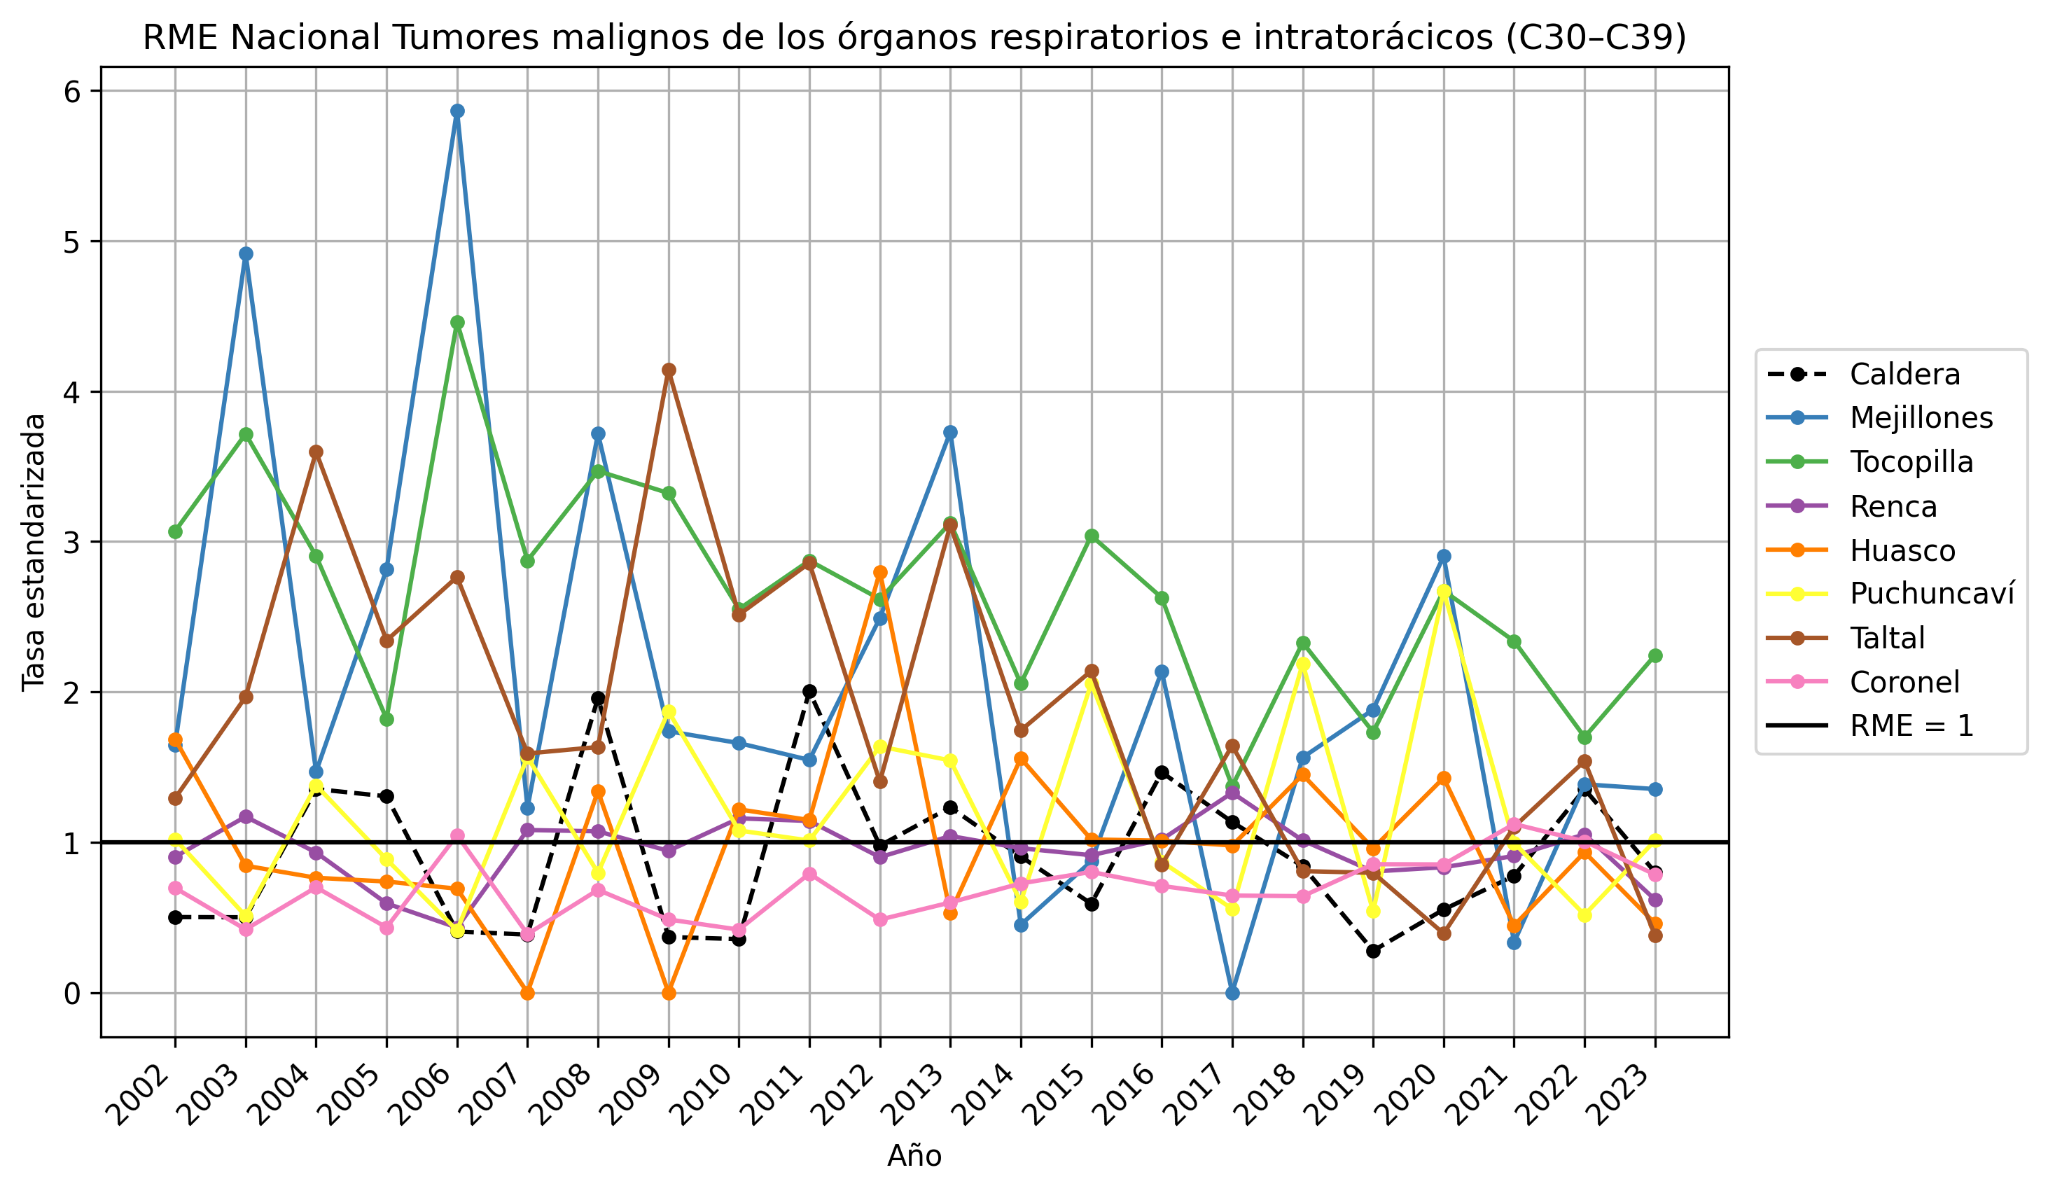 RME Nacional Tumores malignos de los órganos respiratorios e intratorácicos (C30–C39)
Tasa estandarizada
6
5
4
3
2
1
0
2002
2003
2004
2005
2006
2007
2008
2009
2010
2011
2012
2013
2014
2015
2016
2017
2018
2019
2020
2021
2022
2023
Año
Caldera
Mejillones
Tocopilla
Renca
Huasco
Puchuncaví
Taltal
Coronel
RME = 1